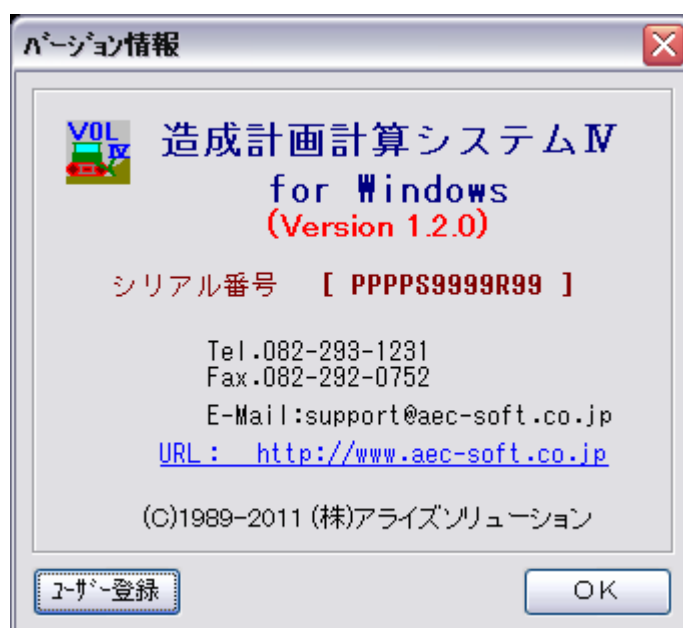 ﾊﾞｰｼﾞｮﾝ情報
VOL
Ⅳ
造成計画計算システムⅣ
for Windows
(Version 1.2.0)
シリアル番号 [ PPPPS9999R99 ]
Tel.082-293-1231
Fax.082-292-0752
E-Mail:support@aec-soft.co.jp
URL: http://www.aec-soft.co.jp
(C)1989-2011 (株)アライズソリューション
ﾕｰｻﾞｰ登録
OK